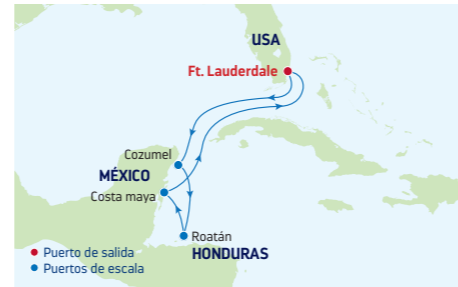 USA
Ft. Lauderdale
Cozumel
MÉXICO
Costa maya
Roatán
HONDURAS
Puerto de salida
Puertos de escala